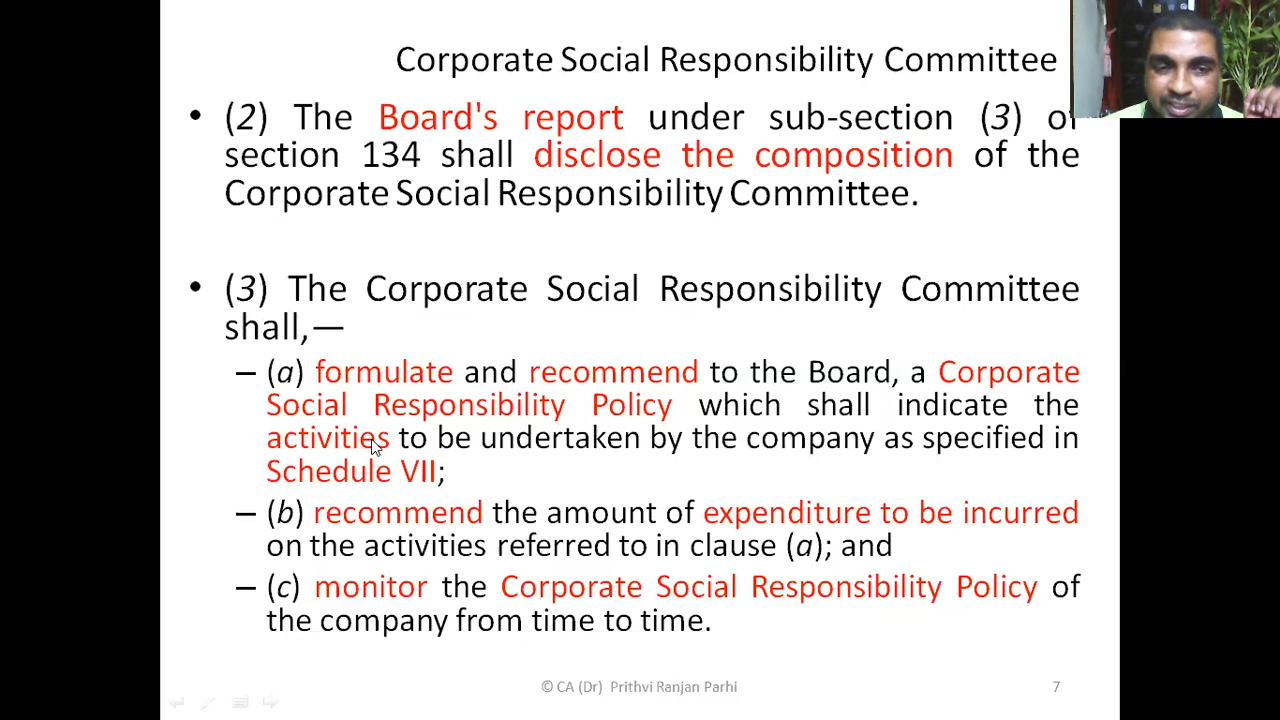 Corporate Social Responsibility Committee
• (2) The Board's report under sub-section (3) of
section 134 shall disclose the composition of the
Corporate Social Responsibility Committee.
• (3) The Corporate Social Responsibility Committee
shall,—
– (a) formulate and recommend to the Board, a Corporate
Social Responsibility Policy which shall indicate the
activities to be undertaken by the company as specified in
Schedule VII;
– (b) recommend the amount of expenditure to be incurred
on the activities referred to in clause (a); and
– (c) monitor the Corporate Social Responsibility Policy of
the company from time to time.
© CA (Dr) Prithvi Ranjan Parhi
7